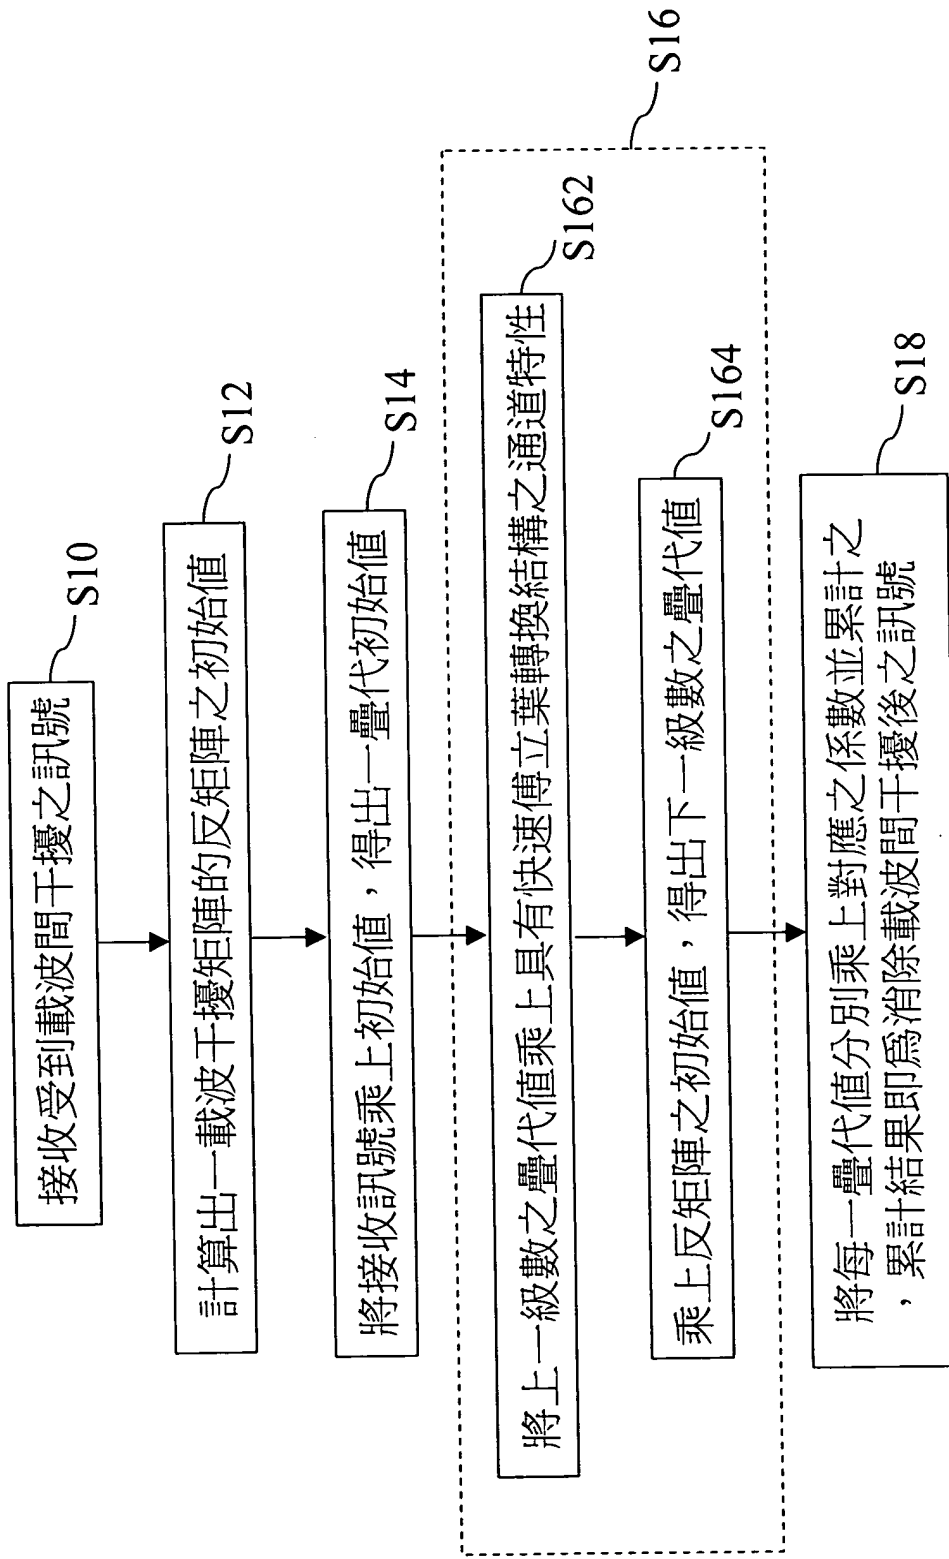 接收受到載波間干擾之訊號
S10
計算出一載波干擾矩陣的反矩陣之初始值
S12
將接收訊號乘上初始值，得出一疊代初始值
S14
S16
將上一級數之疊代值乘上具有快速傅立葉轉換結構之通道特性
S162
乘上反矩陣之初始值，得出下一級數之疊代值
S164
將每一疊代值分別乘上對應之係數並累計之
，累計結果即為消除載波間干擾後之訊號
S18